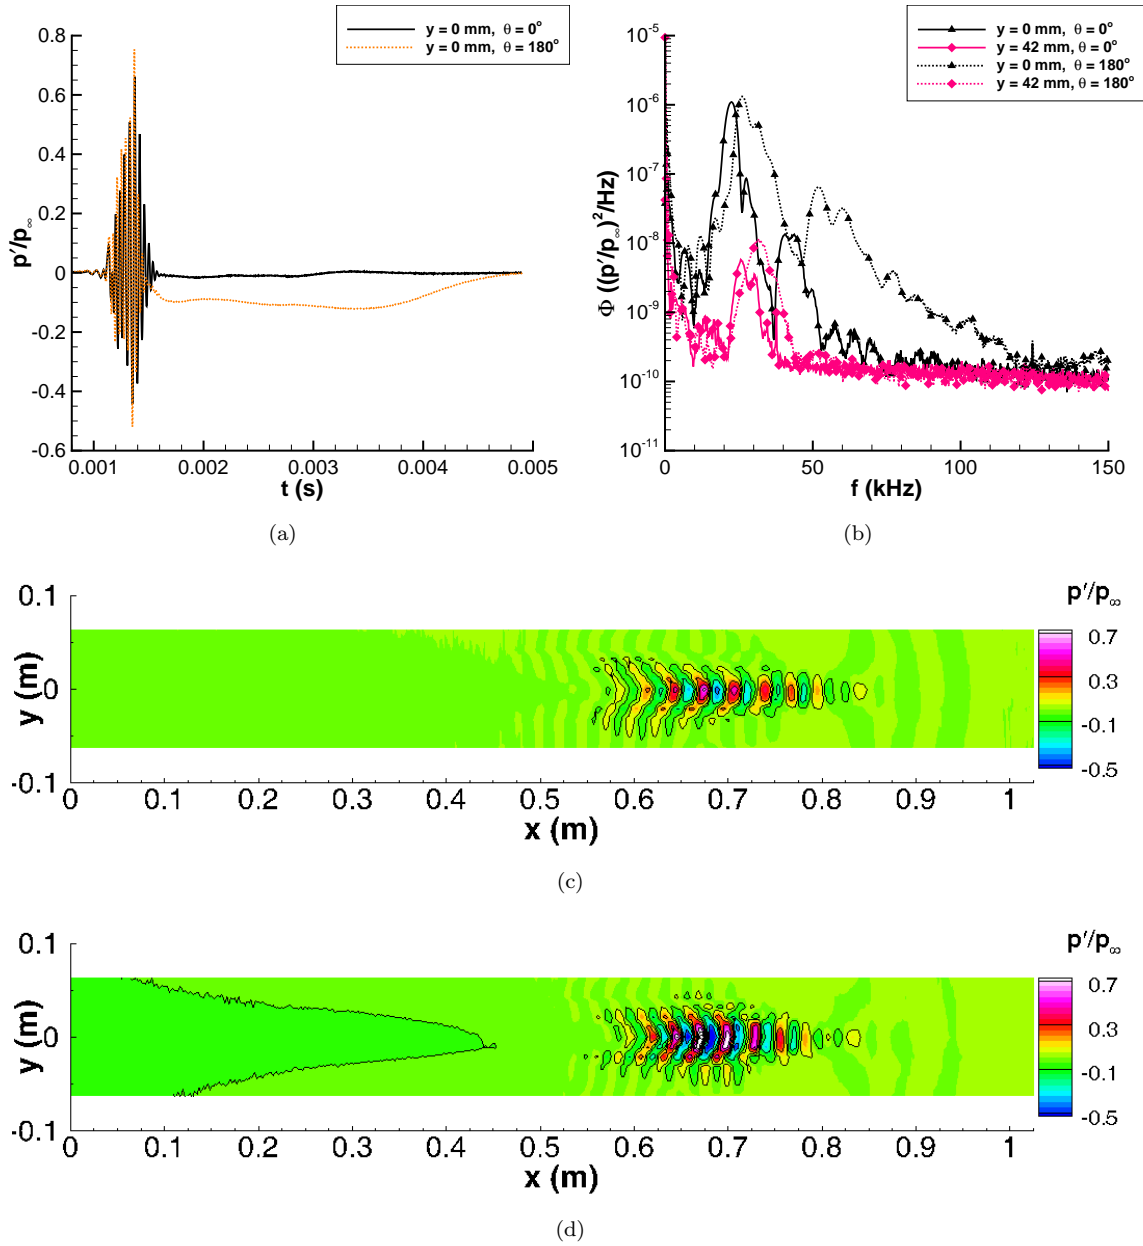 y = 0 mm, θ = 0°
y = 0 mm, θ = 180°
0.8
0.6
0.4
0.2
0
-0.2
-0.4
-0.6
p'/p∞
0.001 0.002 0.003 0.004 0.005
t (s)
(a)
y = 0 mm, θ = 0°
y = 42 mm, θ = 0°
y = 0 mm, θ = 180°
y = 42 mm, θ = 180°
10⁻⁵
10⁻⁶
10⁻⁷
10⁻⁸
10⁻⁹
10⁻¹⁰
10⁻¹¹
Φ ((p'/p∞)²/Hz)
0 50 100 150
f (kHz)
(b)
0.1
0
-0.1
y (m)
0 0.1 0.2 0.3 0.4 0.5 0.6 0.7 0.8 0.9 1
x (m)
p'/p∞
0.7
0.3
-0.1
-0.5
(c)
0.1
0
-0.1
y (m)
0 0.1 0.2 0.3 0.4 0.5 0.6 0.7 0.8 0.9 1
x (m)
p'/p∞
0.7
0.3
-0.1
-0.5
(d)